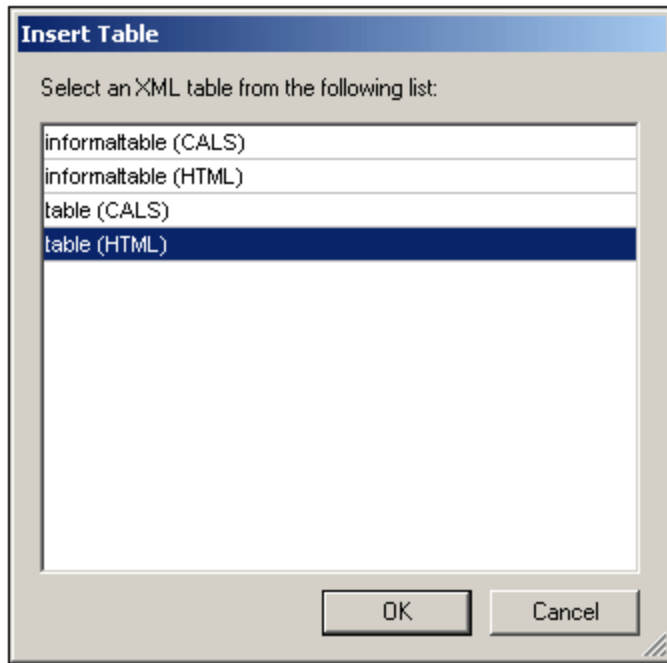 Insert Table
Select an XML table from the following list:
informaltable (CALS)
informaltable (HTML)
table (CALS)
table (HTML)
OK
Cancel